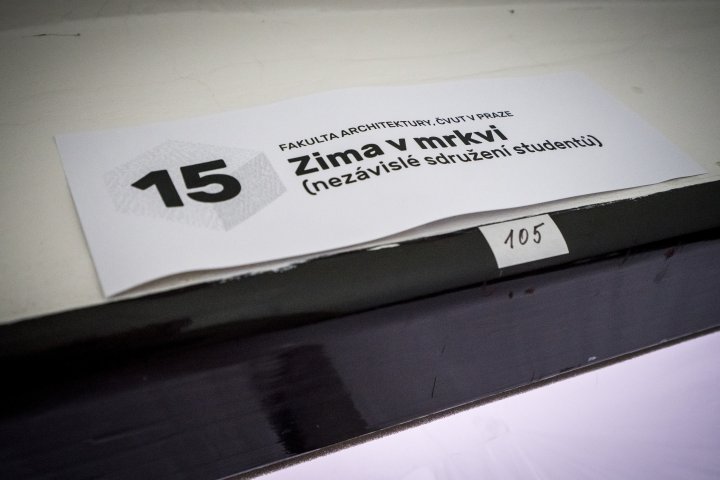 15
FAKULTA ARCHITEKTURY, ČVUT V PRAZE
Zima v mrkvi
(nezávislé sdružení studentů)
105